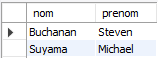 nom prenom
Buchanan Steven
Suyama Michael